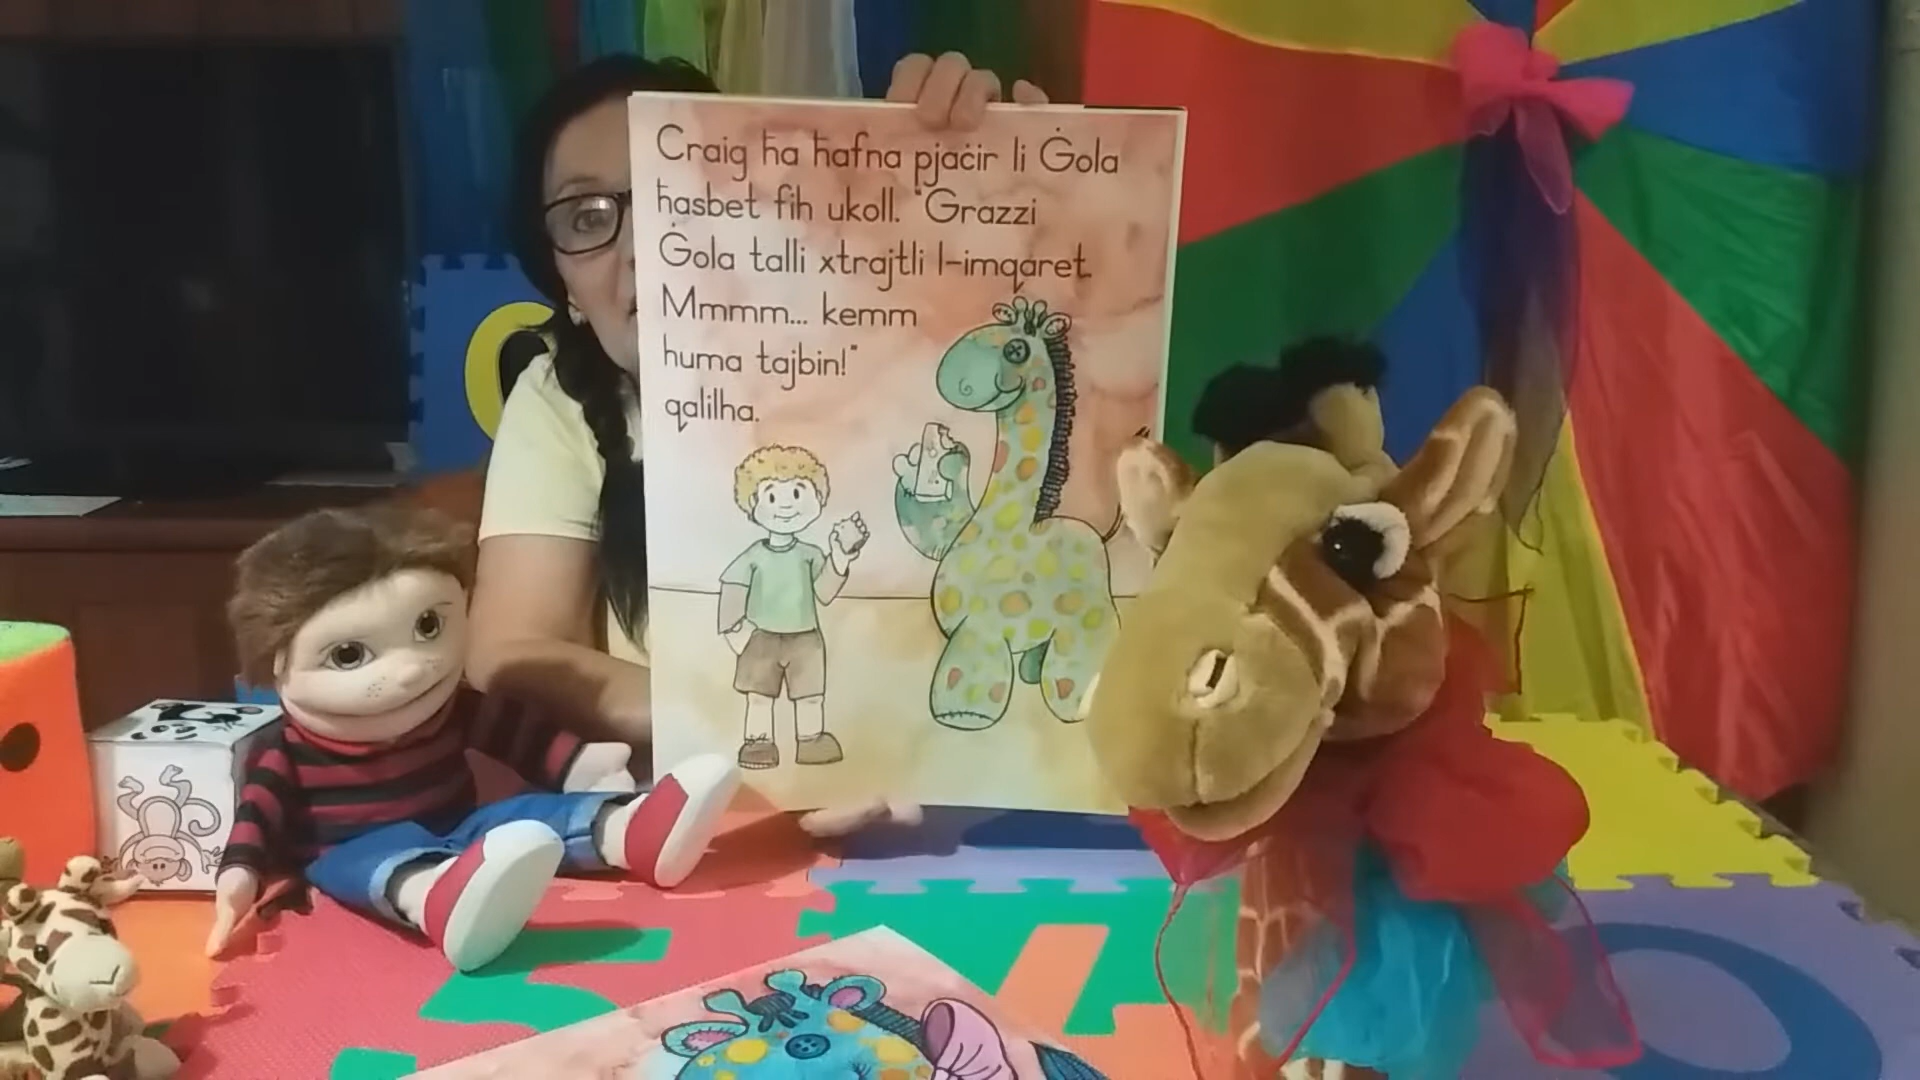 Craig ħa ħafna pjaċir li Ġola
ħasbet fih ukoll. "Grazzi
Ġola talli xtrajtli l-imqaret.
Mmmm... kemm
huma tajbin!"
qalilha.